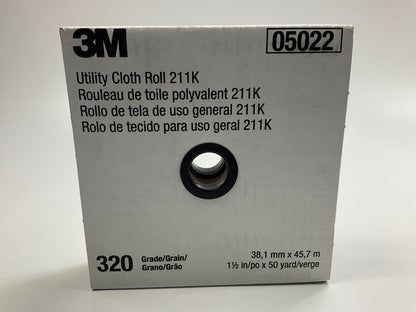 3M
05022
Utility Cloth Roll 211K
Rouleau de toile polyvalent 211K
Rollo de tela de uso general 211K
Rolo de tecido para uso geral 211K
320 Grade/Grain/
Grano/Grão
38,1 mm x 45,7 m
1½ in/po x 50 yard/verge